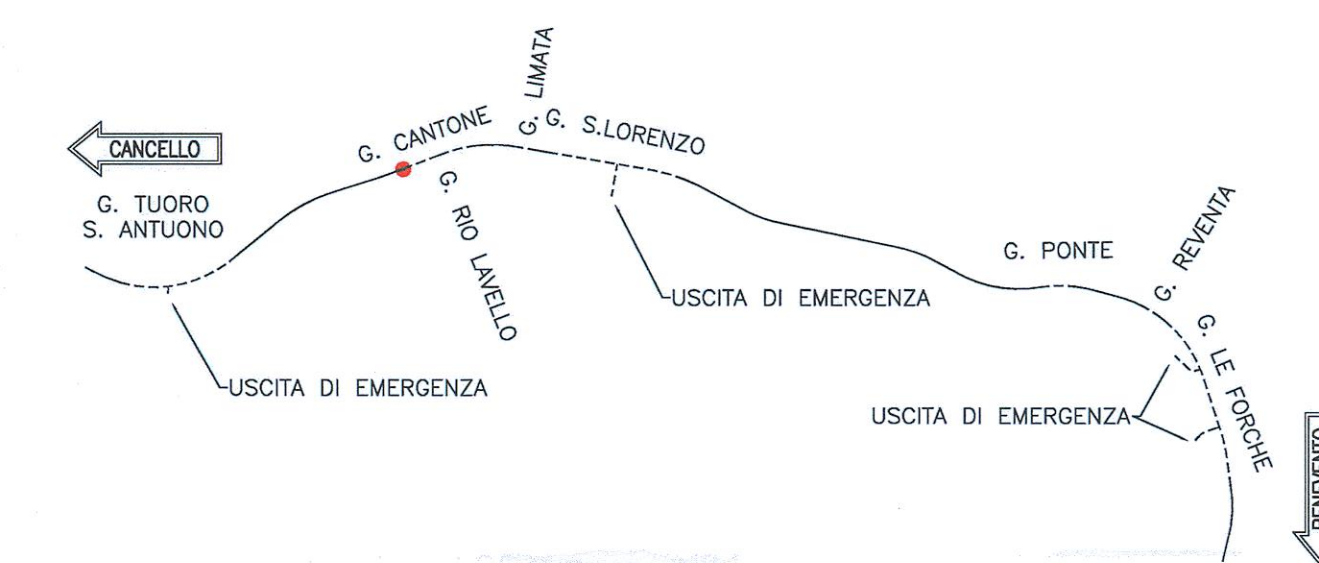 G. LIMATA
G. S.LORENZO
G. CANTONE
CANCELLO
G. TUORO
S. ANTUONO
G. RIO LAVELLO
G. PONTE
G. REVENTA
G. LE FORCHE
USCITA DI EMERGENZA
USCITA DI EMERGENZA
USCITA DI EMERGENZA
BENEVENTO